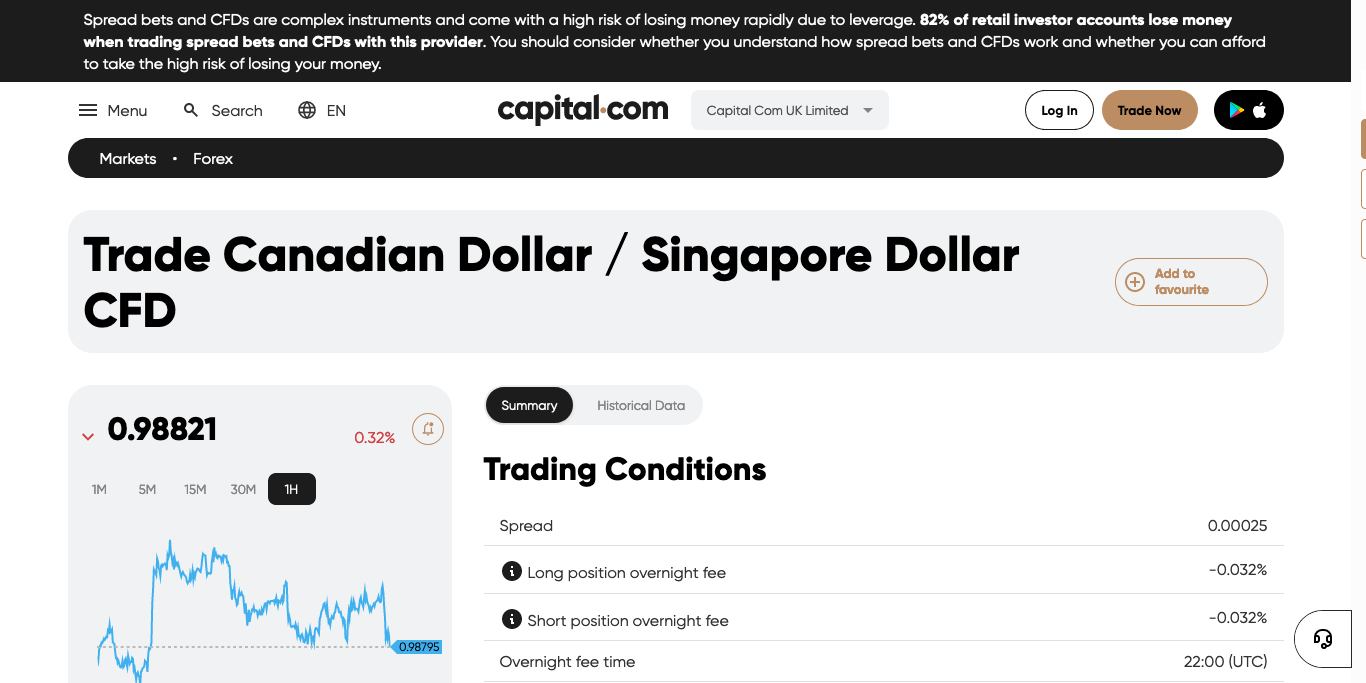 Spread bets and CFDs are complex instruments and come with a high risk of losing money rapidly due to leverage. 82% of retail investor accounts lose money
when trading spread bets and CFDs with this provider. You should consider whether you understand how spread bets and CFDs work and whether you can afford
to take the high risk of losing your money.
Menu Search EN capital.com Capital Com UK Limited Log In Trade Now
Markets • Forex
Trade Canadian Dollar / Singapore Dollar
CFD
Add to
favourite
0.98821 0.32%
1M 5M 15M 30M 1H
0.98795
Summary Historical Data
Trading Conditions
Spread 0.00025
Long position overnight fee -0.032%
Short position overnight fee -0.032%
Overnight fee time 22:00 (UTC)